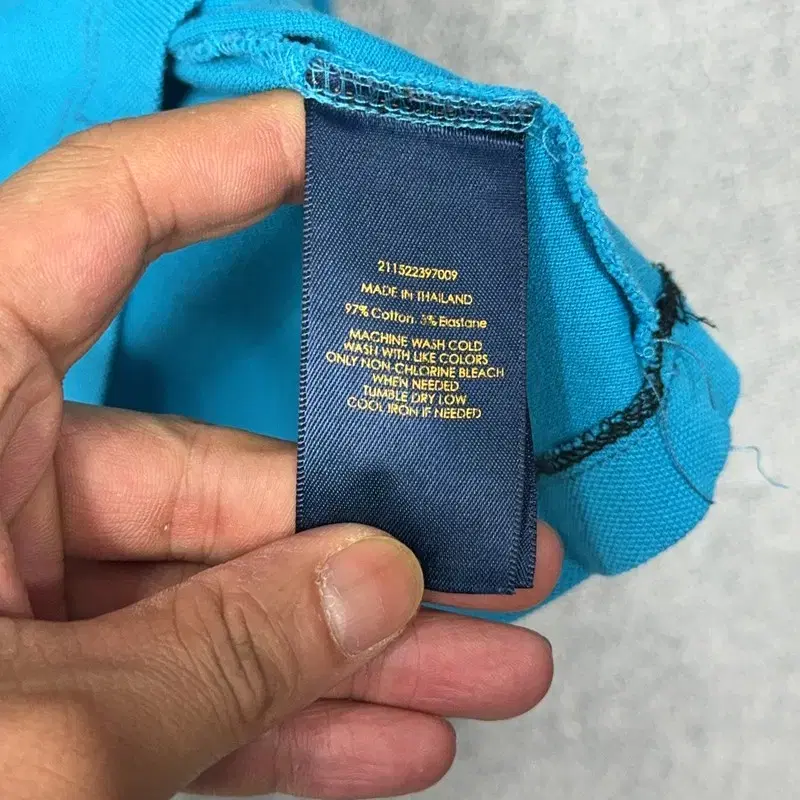 211522397009
MADE IN THAILAND
97% Cotton. 3% Elastane
MACHINE WASH COLD
WASH WITH LIKE COLORS
ONLY NON-CHLORINE BLEACH
WHEN NEEDED
TUMBLE DRY LOW
COOL IRON IF NEEDED